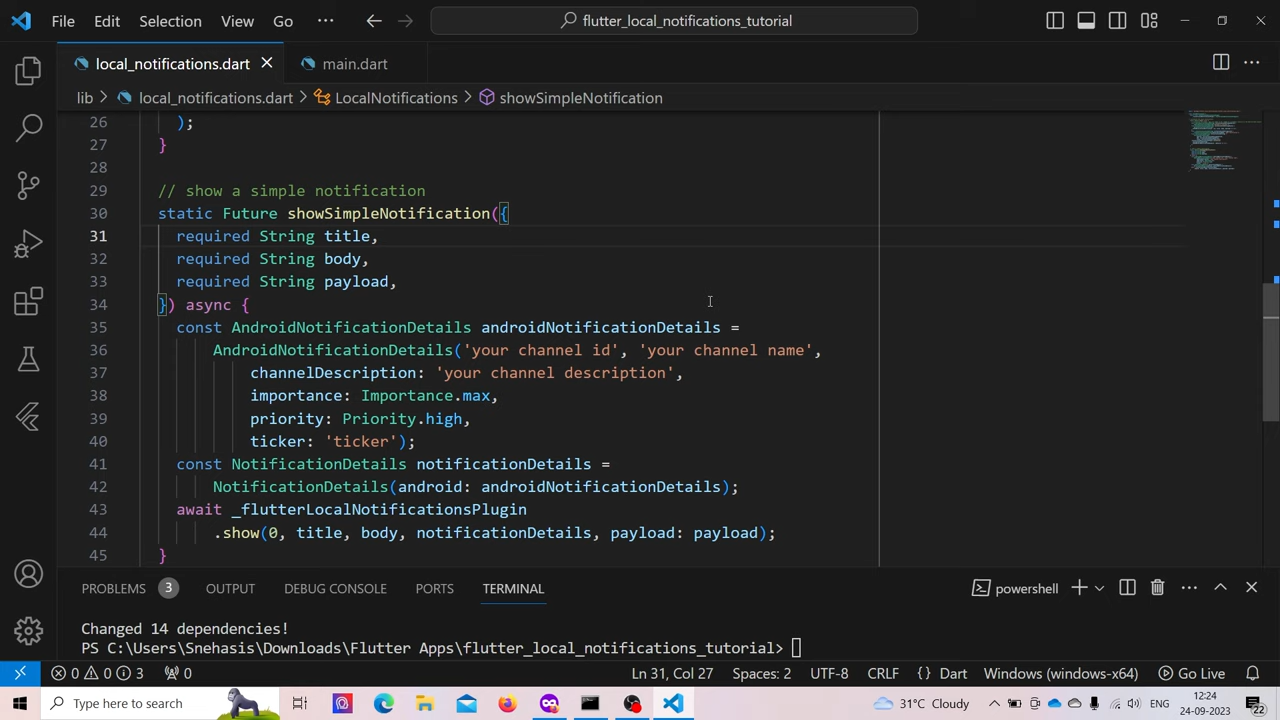 File Edit Selection View Go ··· flutter_local_notifications_tutorial
local_notifications.dart main.dart
lib > local_notifications.dart > LocalNotifications > showSimpleNotification
26 );
27 }
28
29 // show a simple notification
30 static Future showSimpleNotification({
31 required String title,
32 required String body,
33 required String payload,
34 }) async {
35 const AndroidNotificationDetails androidNotificationDetails =
36 AndroidNotificationDetails('your channel id', 'your channel name',
37 channelDescription: 'your channel description',
38 importance: Importance.max,
39 priority: Priority.high,
40 ticker: 'ticker');
41 const NotificationDetails notificationDetails =
42 NotificationDetails(android: androidNotificationDetails);
43 await _flutterLocalNotificationsPlugin
44 .show(0, title, body, notificationDetails, payload: payload);
45 }
PROBLEMS 3 OUTPUT DEBUG CONSOLE PORTS TERMINAL powershell
Changed 14 dependencies!
PS C:\Users\Snehasis\Downloads\Flutter Apps\flutter_local_notifications_tutorial>
0 0 3 0 Ln 31, Col 27 Spaces: 2 UTF-8 CRLF {} Dart Windows (windows-x64) Go Live
Type here to search 31°C Cloudy ENG 12:24
24-09-2023 22